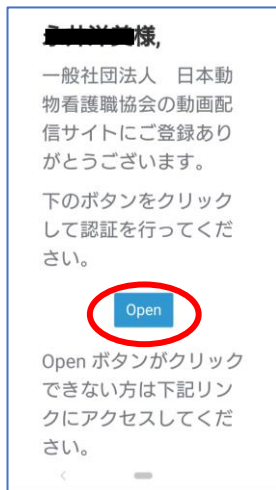 様,
一般社団法人 日本動
物看護職協会の動画配
信サイトにご登録あり
がとうございます。
下のボタンをクリック
して認証を行ってくだ
さい。
Open
Open ボタンがクリック
できない方は下記リン
クにアクセスしてくだ
さい。